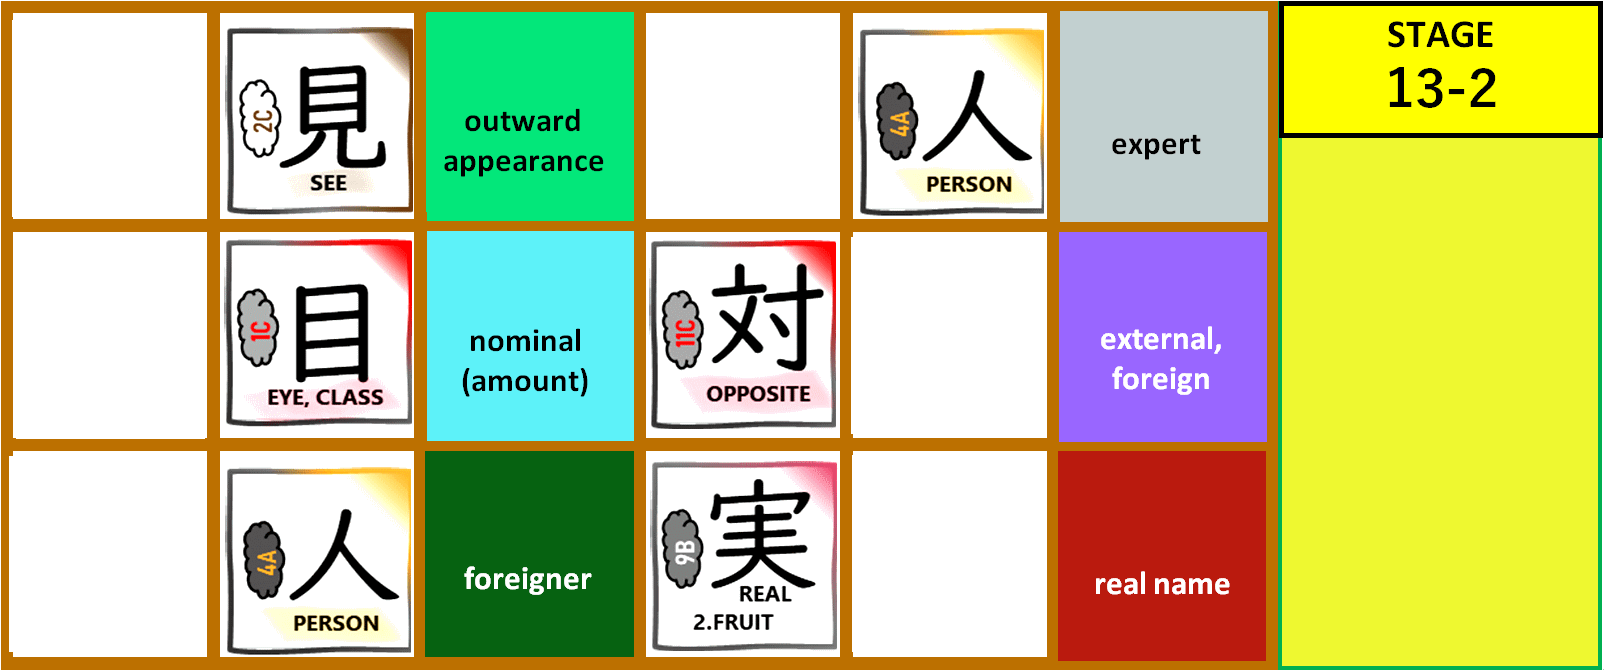 2C
見
SEE
outward
appearance
4A
人
PERSON
expert
STAGE
13-2
1C
目
EYE, CLASS
nominal
(amount)
11C
対
OPPOSITE
external,
foreign
4A
人
PERSON
foreigner
9B
実
REAL
2.FRUIT
real name